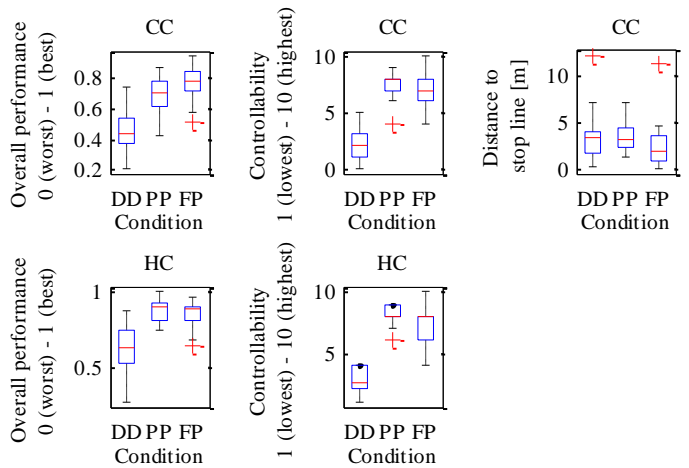 CC
Overall performance
0 (worst) - 1 (best)
0.8
0.6
0.4
0.2
DD PP FP
Condition
CC
Controllability
1 (lowest) - 10 (highest)
10
5
0
DD PP FP
Condition
CC
Distance to
stop line [m]
10
5
0
DD PP FP
Condition
HC
Overall performance
0 (worst) - 1 (best)
1
0.5
DD PP FP
Condition
HC
Controllability
1 (lowest) - 10 (highest)
10
5
DD PP FP
Condition